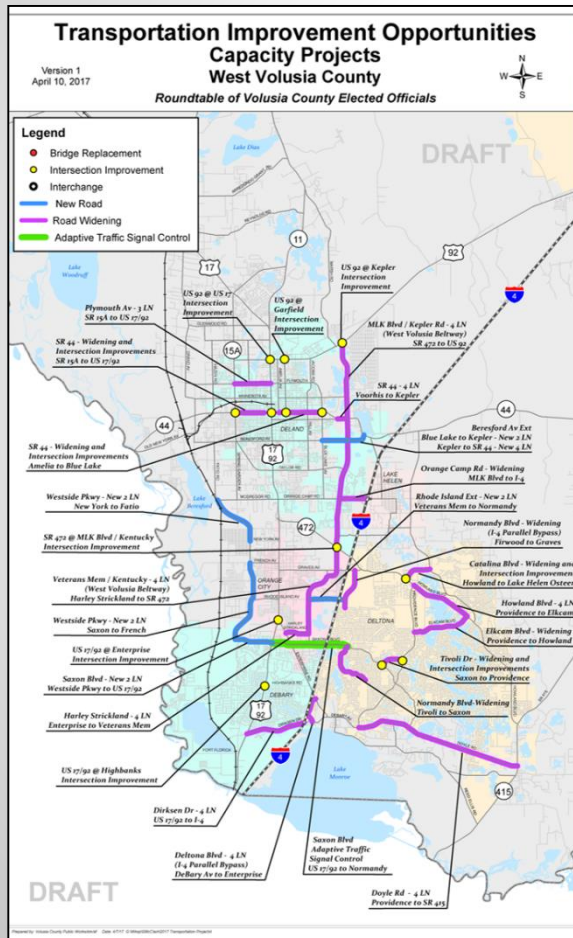 Transportation Improvement Opportunities
Capacity Projects
West Volusia County
Roundtable of Volusia County Elected Officials
Version 1
April 10, 2017
N
W
E
S
Legend
Bridge Replacement
Intersection Improvement
Interchange
New Road
Road Widening
Adaptive Traffic Signal Control
DRAFT
Lake Dias
11
17
92
4
Lake
Woodruff
US 92 @ US 17
Intersection
Improvement
US 92 @
Garfield
Intersection
Improvement
US 92 @ Kepler
Intersection
Improvement
Plymouth Av - 3 LN
SR 15A to US 17/92
15A
MLK Blvd / Kepler Rd - 4 LN
(West Volusia Beltway)
SR 472 to US 92
SR 44 - Widening and
Intersection Improvements
SR 15A to US 17/92
SR 44 - 4 LN
Voorhis to Kepler
44
44
DELAND
SR 44 - Widening and
Intersection Improvements
Amelia to Blue Lake
Beresford Av Ext
Blue Lake to Kepler - New 2 LN
Kepler to SR 44 - New 4 LN
17
92
LAKE
HELEN
Orange Camp Rd - Widening
MLK Blvd to I-4
Westside Pkwy - New 2 LN
New York to Fatio
Lake
Beresford
Rhode Island Ext - New 2 LN
Veterans Mem to Normandy
472
4
SR 472 @ MLK Blvd / Kentucky
Intersection Improvement
Normandy Blvd - Widening
(I-4 Parallel Bypass)
Firwood to Graves
Catalina Blvd - Widening and
Intersection Improvement
Howland to Lake Helen Osteen
Veterans Mem / Kentucky - 4 LN
(West Volusia Beltway)
Harley Strickland to SR 472
ORANGE
CITY
Howland Blvd - 4 LN
Providence to Elkcam
DELTONA
Westside Pkwy - New 2 LN
Saxon to French
Elkcam Blvd - Widening
Providence to Howland
US 17/92 @ Enterprise
Intersection Improvement
Tivoli Dr - Widening and
Intersection Improvements
Saxon to Providence
Saxon Blvd - New 2 LN
Westside Pkwy to US 17/92
DEBARY
17
92
Normandy Blvd-Widening
Tivoli to Saxon
Harley Strickland - 4 LN
Enterprise to Veterans Mem
US 17/92 @ Highbanks
Intersection Improvement
4
Lake
Monroe
415
Dirksen Dr - 4 LN
US 17/92 to I-4
Saxon Blvd
Adaptive Traffic
Signal Control
US 17/92 to Normandy
Deltona Blvd - 4 LN
(I-4 Parallel Bypass)
DeBary Av to Enterprise
Doyle Rd - 4 LN
Providence to SR 415
DRAFT